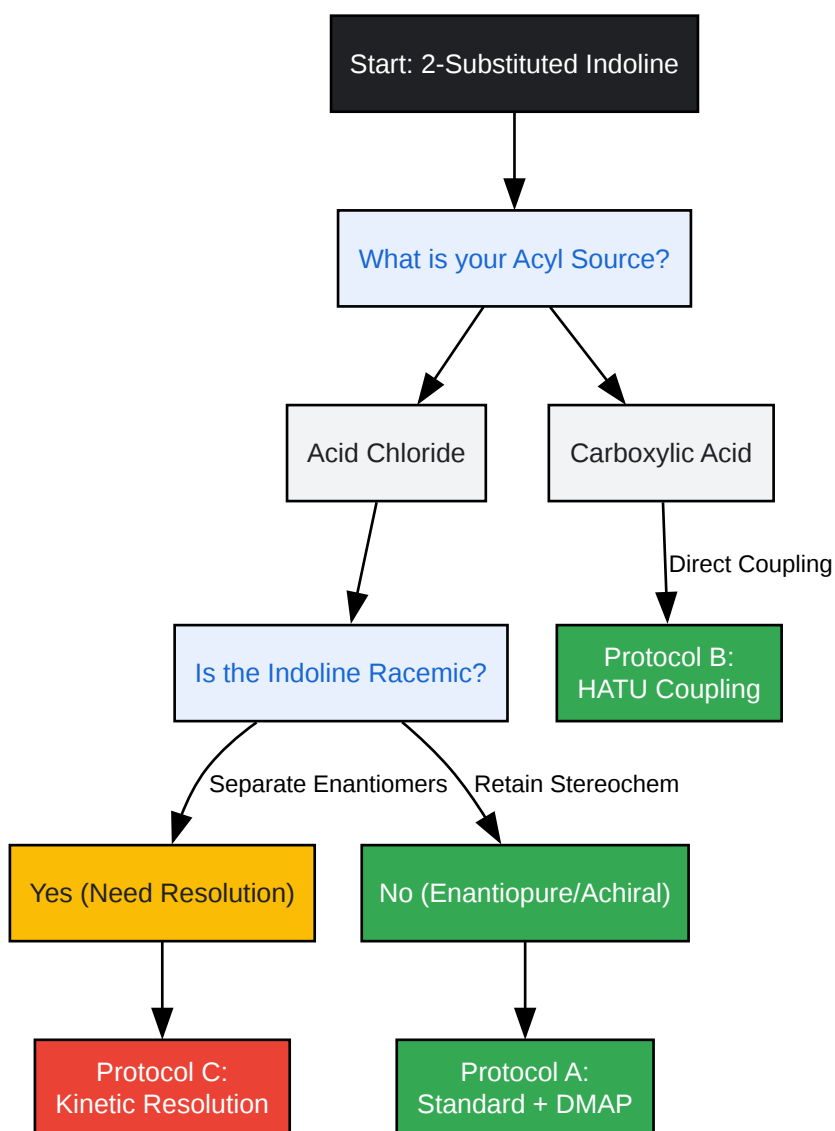 Start: 2-Substituted Indoline
What is your Acyl Source?
Acid Chloride
Carboxylic Acid
Direct Coupling
Is the Indoline Racemic?
Protocol B:
HATU Coupling
Separate Enantiomers
Retain Stereochem
Yes (Need Resolution)
No (Enantiopure/Achiral)
Protocol C:
Kinetic Resolution
Protocol A:
Standard + DMAP